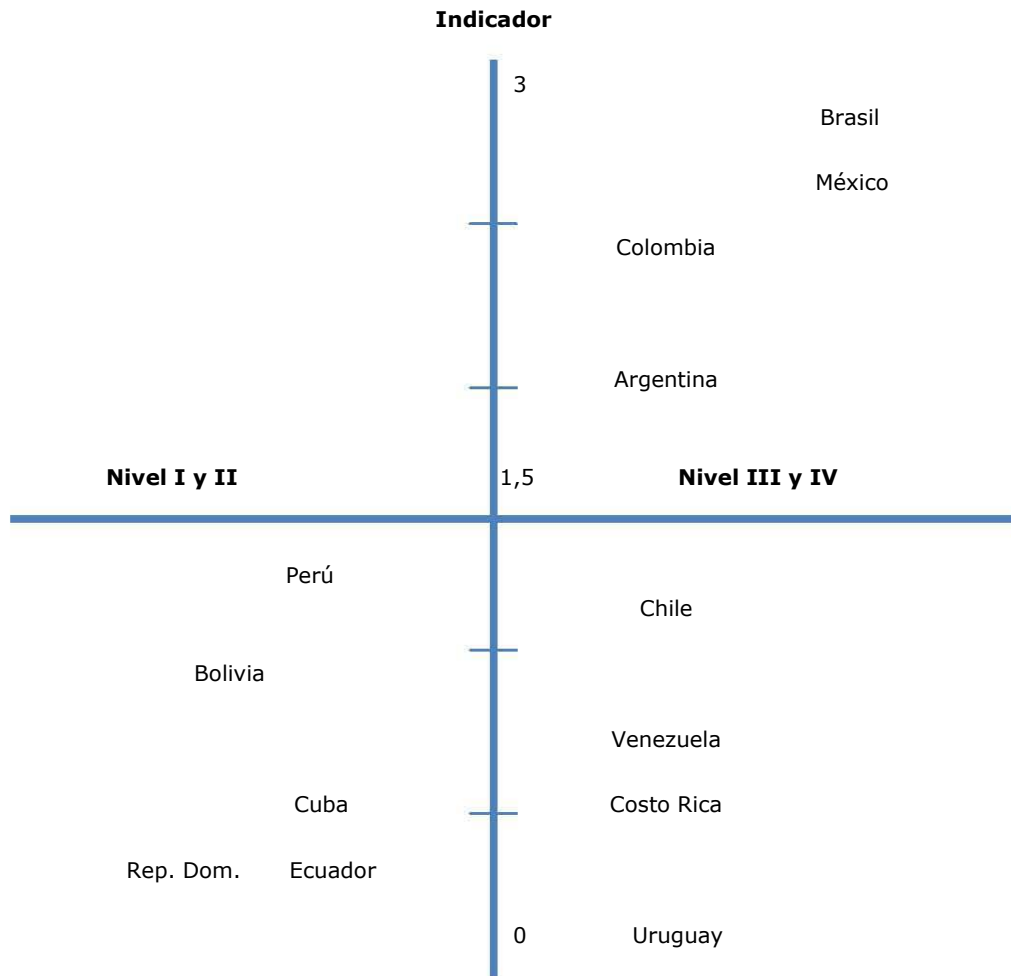 Indicador
3
Brasil
México
Colombia
Argentina
Nivel I y II 1,5 Nivel III y IV
Perú
Chile
Bolivia
Venezuela
Cuba Costo Rica
Rep. Dom. Ecuador
0 Uruguay